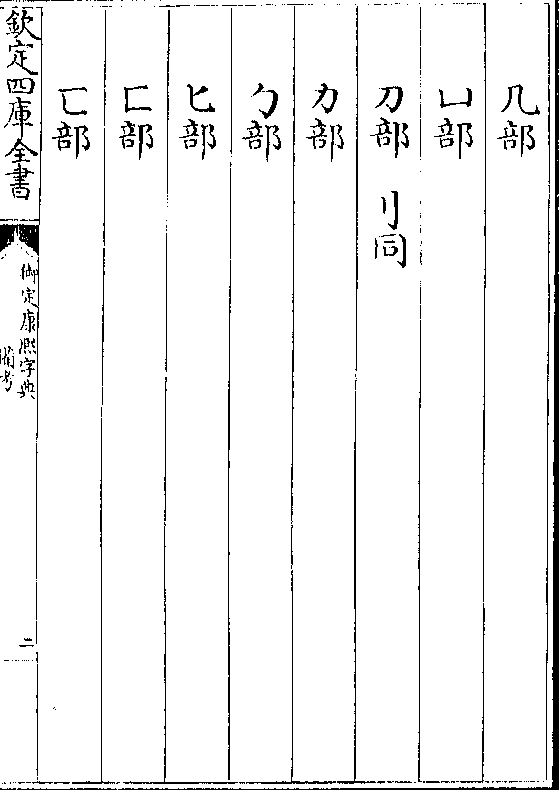 几部
凵部
刀部 刂同
力部
勹部
匕部
匚部
匸部
欽定四庫全書
御定康熙字典
備考
二